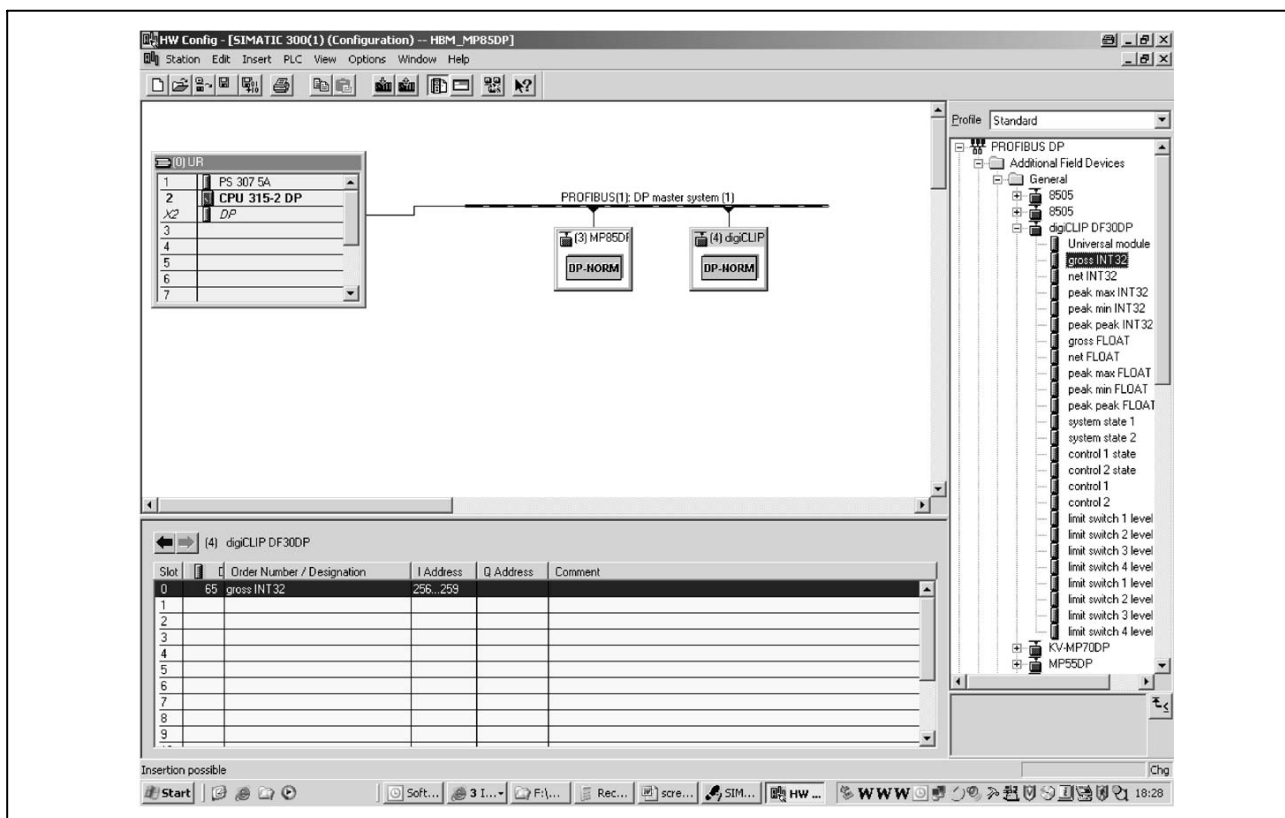 HW Config - [SIMATIC 300(1) (Configuration) -- HBM_MP85DP]
Station Edit Insert PLC View Options Window Help
(0) UR
1 PS 307 5A
2 CPU 315-2 DP
X2 DP
3
4
5
6
7
PROFIBUS(1): DP master system (1)
(3) MP85DF
DP-NORM
(4) digiCLIP
DP-NORM
Profile Standard
PROFIBUS DP
Additional Field Devices
General
8505
8505
digiCLIP DF30DP
Universal module
gross INT32
net INT32
peak max INT32
peak min INT32
peak peak INT32
gross FLOAT
net FLOAT
peak max FLOAT
peak min FLOAT
peak peak FLOAT
system state 1
system state 2
control 1 state
control 2 state
control 1
control 2
limit switch 1 level
limit switch 2 level
limit switch 3 level
limit switch 4 level
limit switch 1 level
limit switch 2 level
limit switch 3 level
limit switch 4 level
KV-MP70DP
MP55DP
(4) digiCLIP DF30DP
Slot Order Number / Designation I Address Q Address Comment
0 65 gross INT32 256...259
1
2
3
4
5
6
7
8
9
Insertion possible
Chg
Start Soft... 3 I... F:\... Rec... scre... SIM... HW ... W W W 18:28